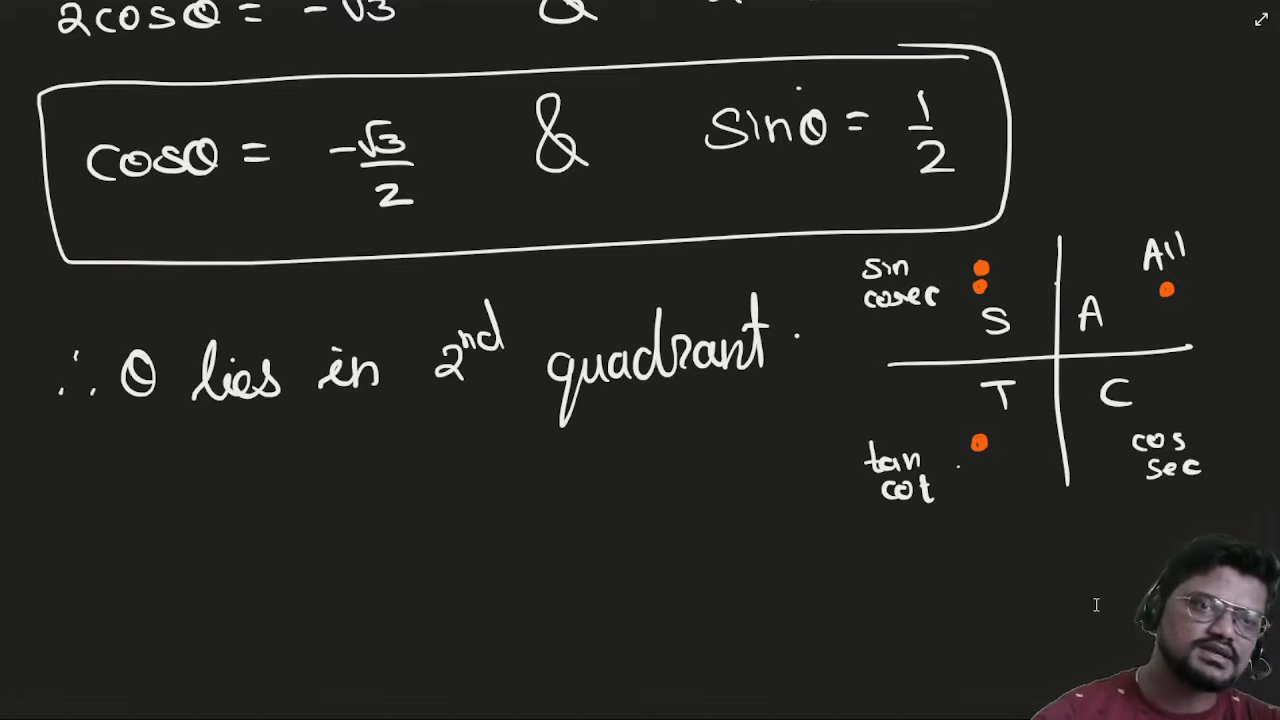 2cosθ = -√3 &
cosθ = -√3/2 & sinθ = 1/2
∴ θ lies in 2nd quadrant.
sin
cosec
All
S A
T C
tan
cot
cos
sec